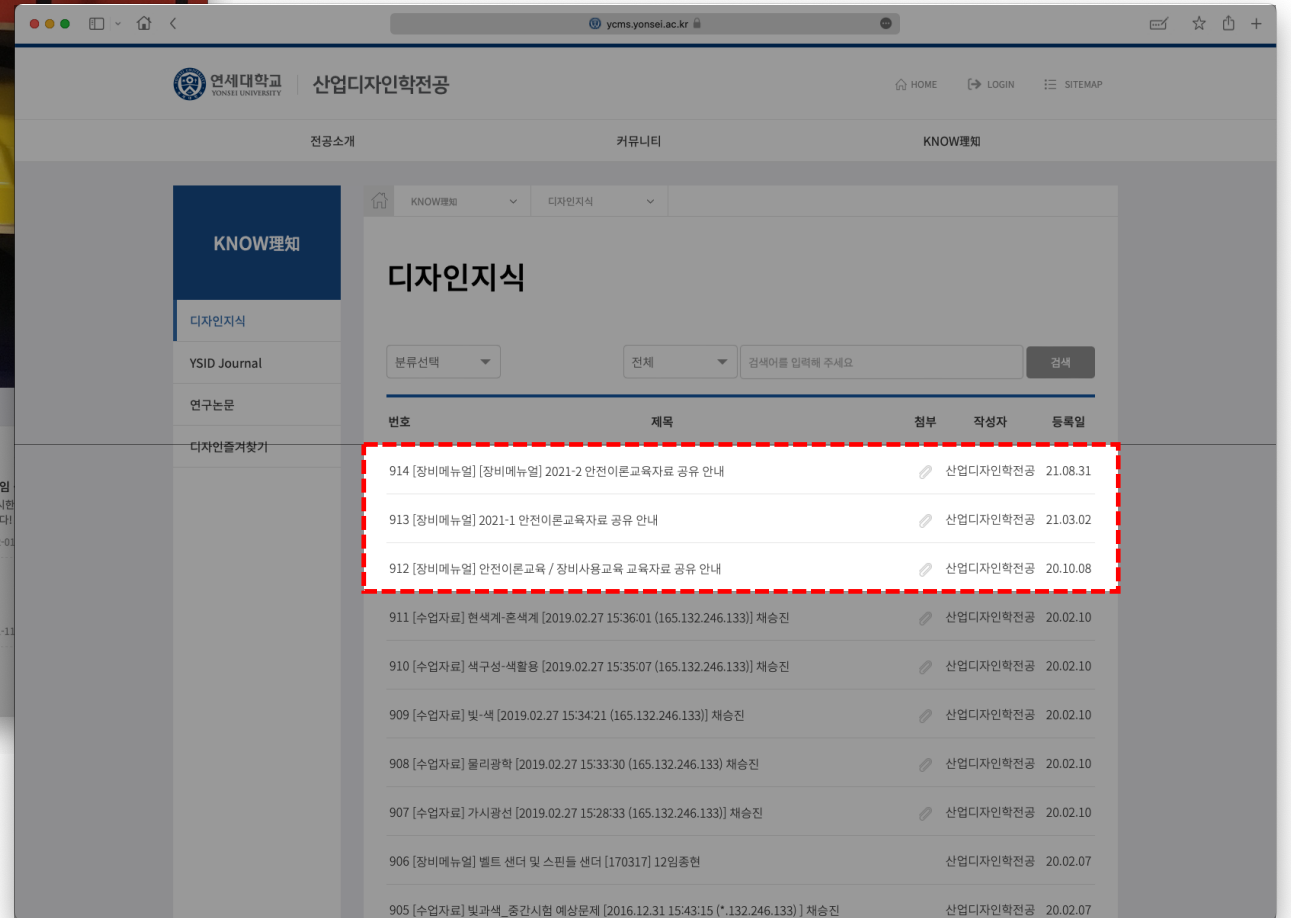 ycms.yonsei.ac.kr
연세대학교
YONSEI UNIVERSITY
산업디자인학전공
HOME LOGIN SITEMAP
전공소개 커뮤니티 KNOW理知
KNOW理知
디자인지식
YSID Journal
연구논문
디자인즐겨찾기
KNOW理知 디자인지식
디자인지식
분류선택 전체 검색어를 입력해 주세요 검색
번호 제목 첨부 작성자 등록일
914 [장비메뉴얼] [장비메뉴얼] 2021-2 안전이론교육자료 공유 안내 산업디자인학전공 21.08.31
913 [장비메뉴얼] 2021-1 안전이론교육자료 공유 안내 산업디자인학전공 21.03.02
912 [장비메뉴얼] 안전이론교육 / 장비사용교육 교육자료 공유 안내 산업디자인학전공 20.10.08
911 [수업자료] 현색계-혼색계 [2019.02.27 15:36:01 (165.132.246.133)] 채승진 산업디자인학전공 20.02.10
910 [수업자료] 색구성-색활용 [2019.02.27 15:35:07 (165.132.246.133)] 채승진 산업디자인학전공 20.02.10
909 [수업자료] 빛-색 [2019.02.27 15:34:21 (165.132.246.133)] 채승진 산업디자인학전공 20.02.10
908 [수업자료] 물리광학 [2019.02.27 15:33:30 (165.132.246.133) 채승진 산업디자인학전공 20.02.10
907 [수업자료] 가시광선 [2019.02.27 15:28:33 (165.132.246.133)] 채승진 산업디자인학전공 20.02.10
906 [장비메뉴얼] 벨트 샌더 및 스핀들 샌더 [170317] 12임종현 산업디자인학전공 20.02.07
905 [수업자료] 빛과색_중간시험 예상문제 [2016.12.31 15:43:15 (*.132.246.133) ] 채승진 산업디자인학전공 20.02.07